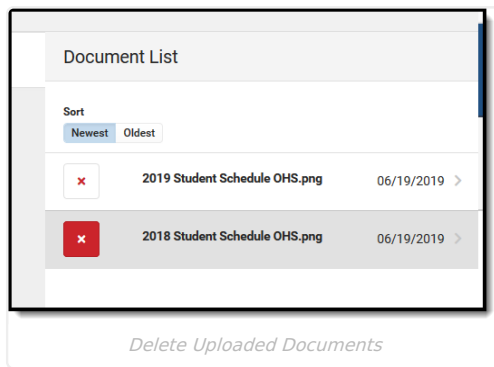 Document List
Sort
Newest Oldest
2019 Student Schedule OHS.png 06/19/2019
2018 Student Schedule OHS.png 06/19/2019
Delete Uploaded Documents